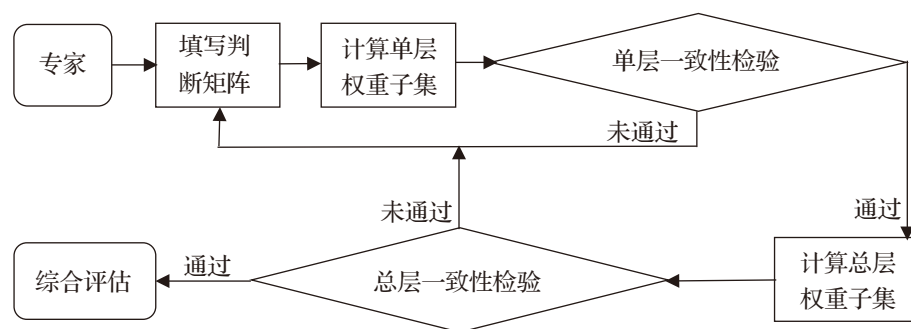 专家
填写判
断矩阵
计算单层
权重子集
单层一致性检验
未通过
通过
未通过
计算总层
权重子集
总层一致性检验
通过
综合评估